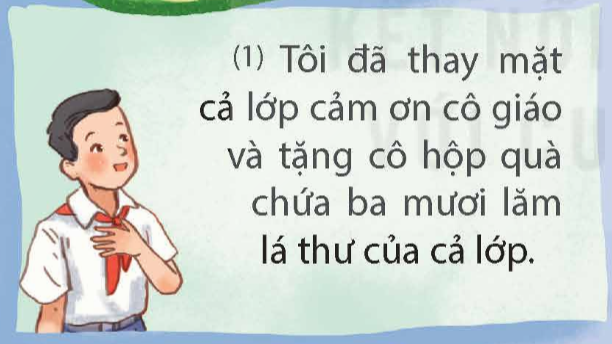 (1) Tôi đã thay mặt
cả lớp cảm ơn cô giáo
và tặng cô hộp quà
chứa ba mươi lăm
lá thư của cả lớp.